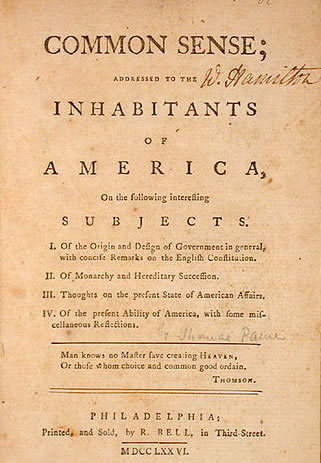 COMMON SENSE;
ADDRESSED TO THE
W. Hamilton
INHABITANTS
OF
AMERICA,
On the following interesting
SUBJECTS.
I. Of the Origin and Design of Government in general,
with concise Remarks on the English Constitution.
II. Of Monarchy and Hereditary Succession.
III. Thoughts on the present State of American Affairs.
IV. Of the present Ability of America, with some mis-
cellaneous Reflections.
by Thomas Paine
Man knows no Master save creating HEAVEN,
Or those whom choice and common good ordain.
THOMSON.
PHILADELPHIA;
Printed, and Sold, by R. BELL, in Third-Street.
MDCCLXXVI.